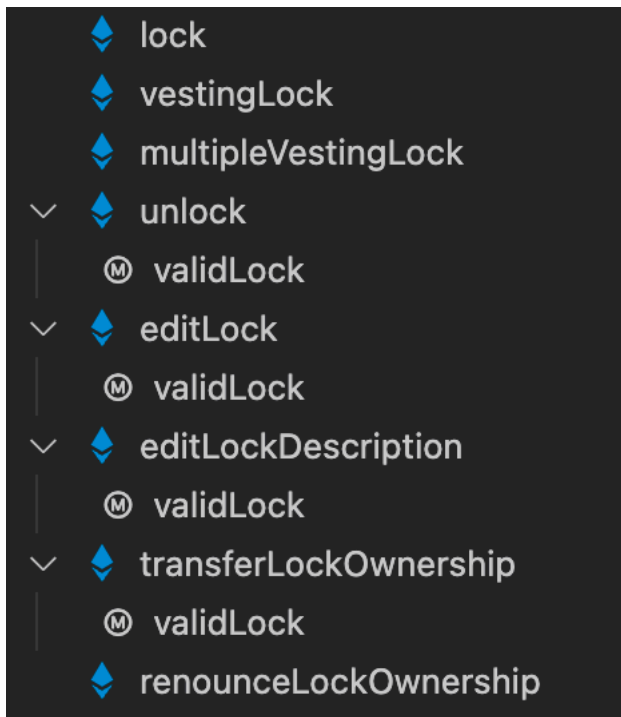 lock
vestingLock
multipleVestingLock
unlock
M validLock
editLock
M validLock
editLockDescription
M validLock
transferLockOwnership
M validLock
renounceLockOwnership